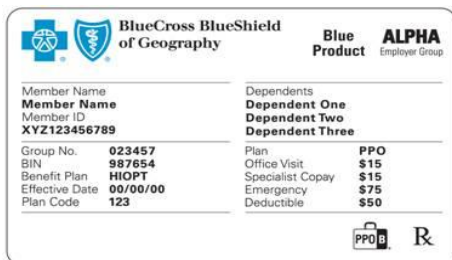 BlueCross BlueShield
of Geography
Blue
Product
ALPHA
Employer Group
Member Name
Member Name
Member ID
XYZ123456789
Dependents
Dependent One
Dependent Two
Dependent Three
Group No. 023457
BIN 987654
Benefit Plan HIOPT
Effective Date 00/00/00
Plan Code 123
Plan PPO
Office Visit $15
Specialist Copay $15
Emergency $75
Deductible $50
PPO B
Rx